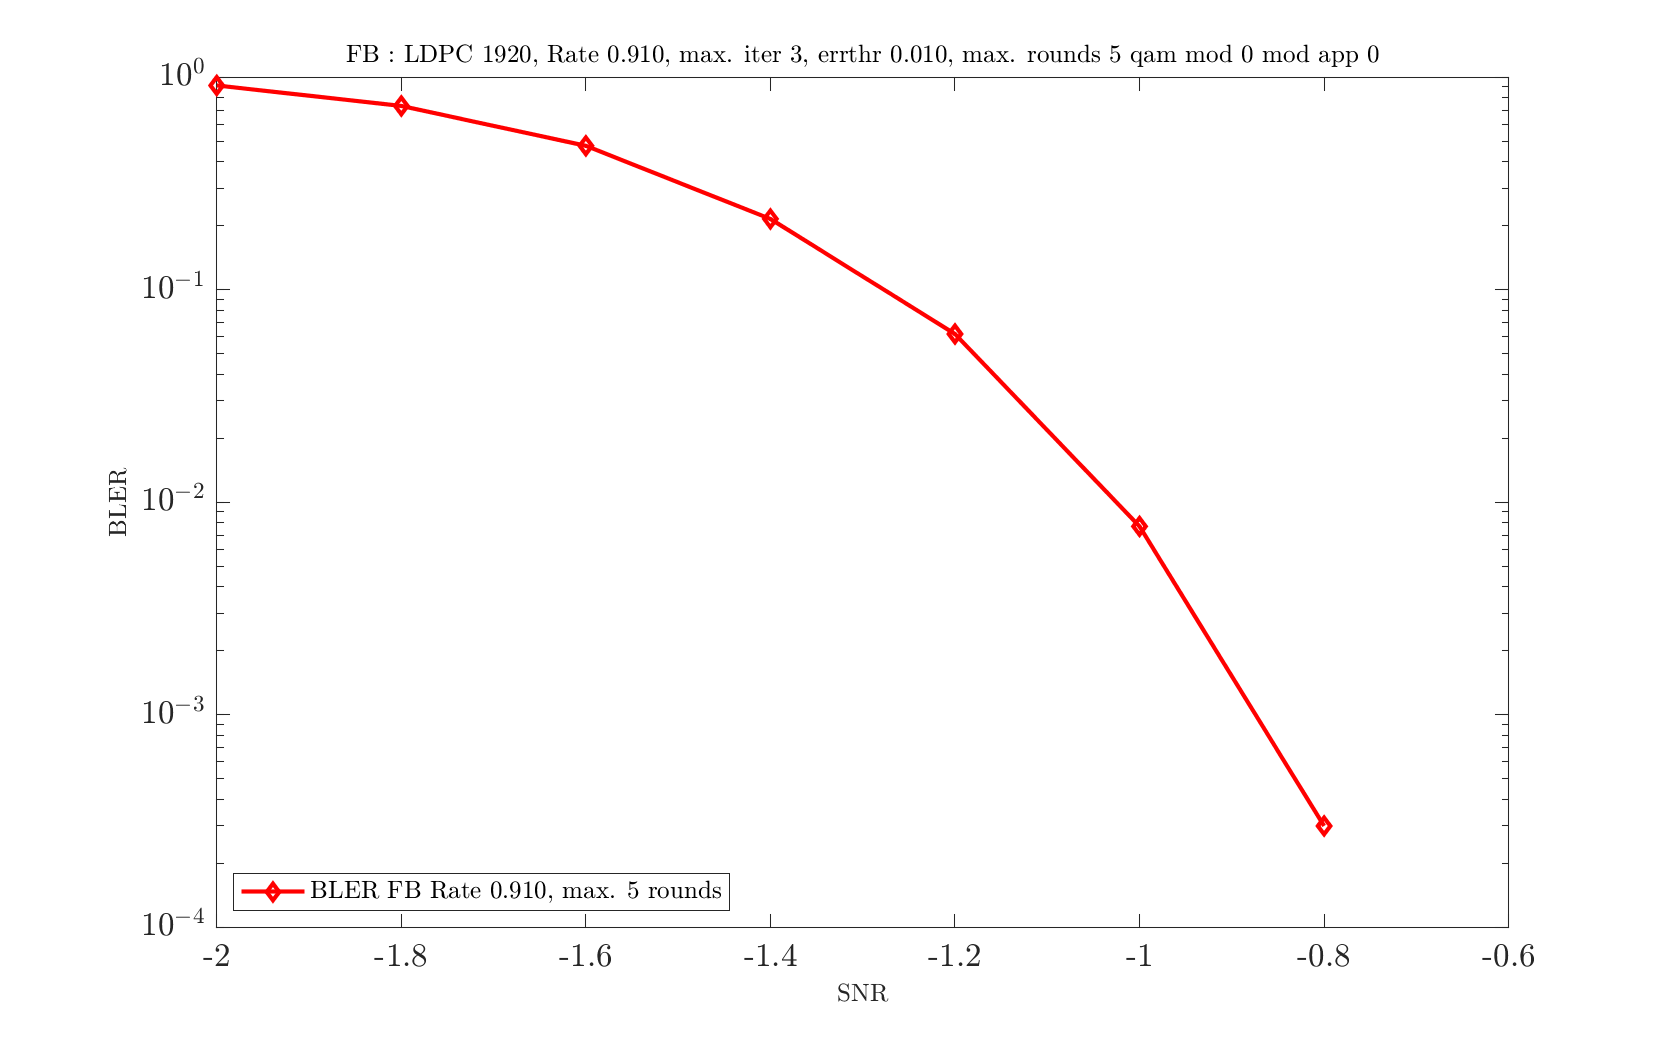 FB : LDPC 1920, Rate 0.910, max. iter 3, errthr 0.010, max. rounds 5 qam mod 0 mod app 0
10^0
10^{-1}
10^{-2}
10^{-3}
10^{-4}
BLER
BLER FB Rate 0.910, max. 5 rounds
-2 -1.8 -1.6 -1.4 -1.2 -1 -0.8 -0.6
SNR